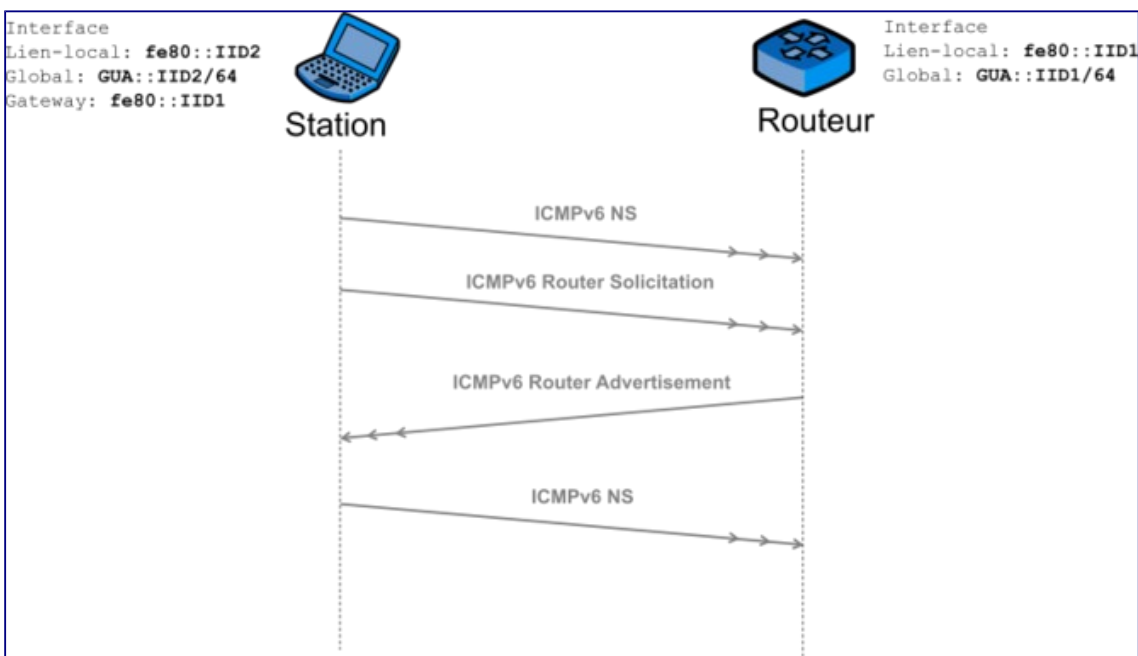 Interface
Lien-local: fe80::IID2
Global: GUA::IID2/64
Gateway: fe80::IID1
Station
Interface
Lien-local: fe80::IID1
Global: GUA::IID1/64
Routeur
ICMPv6 NS
ICMPv6 Router Solicitation
ICMPv6 Router Advertisement
ICMPv6 NS